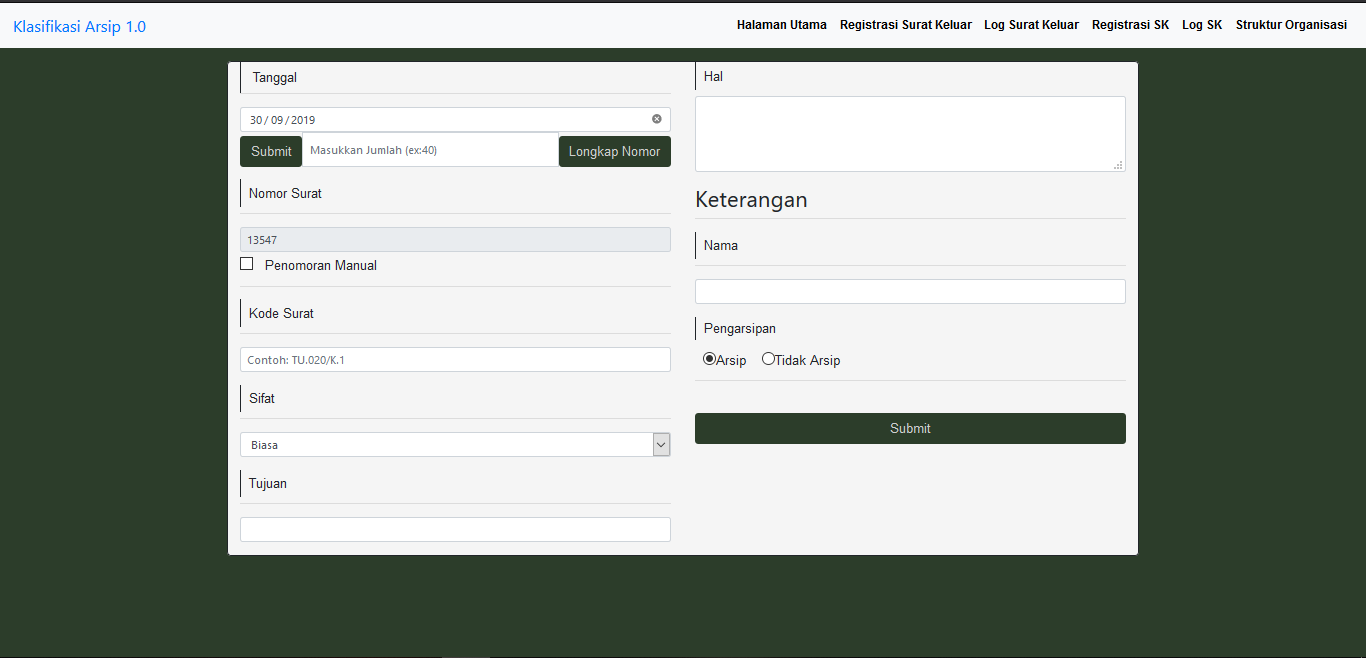 Klasifikasi Arsip 1.0
Halaman Utama Registrasi Surat Keluar Log Surat Keluar Registrasi SK Log SK Struktur Organisasi
Tanggal
30/09/2019
Submit Masukkan Jumlah (ex:40) Longkap Nomor
Nomor Surat
13547
Penomoran Manual
Kode Surat
Contoh: TU.020/K.1
Sifat
Biasa
Tujuan
Hal
Keterangan
Nama
Pengarsipan
Arsip Tidak Arsip
Submit